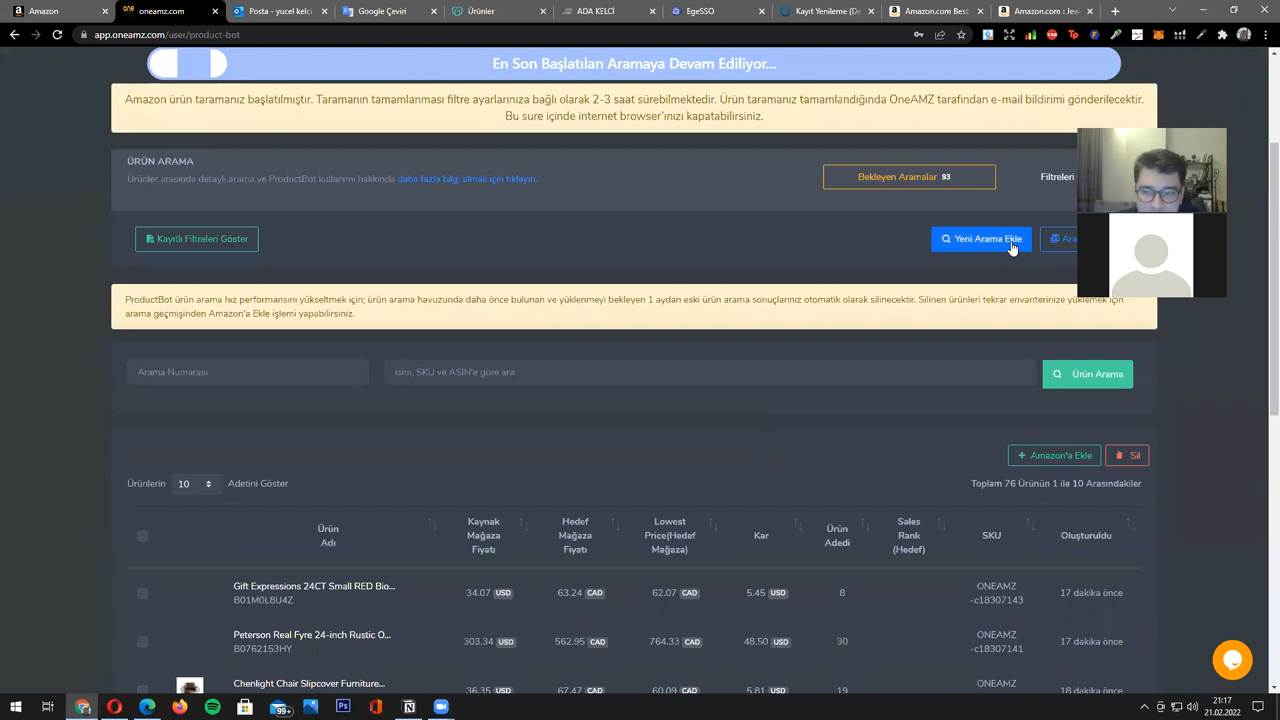 Amazon
Amazon
Posta - yucel kelci
Google Çeviri
Ürünler
ADA KELCİ
EgeSSO
Kayıt Yenileme (De
Amazon.com Best
Amazon.com : Jew
app.oneamz.com/user/product-bot
En Son Başlatılan Aramaya Devam Ediliyor...
Amazon ürün taramanız başlatılmıştır. Taramanın tamamlanması filtre ayarlarınıza bağlı olarak 2-3 saat sürebilmektedir. Ürün taramanız tamamlandığında OneAMZ tarafından e-mail bildirimi gönderilecektir.
Bu sure içinde internet browser'ınızı kapatabilirsiniz.
ÜRÜN ARAMA
Ürünler arasında detaylı arama ve ProductBot kullanımı hakkında daha fazla bilgi almak için tıklayın.
Bekleyen Aramalar 93
Filtreleri
Kayıtlı Filtreleri Göster
Yeni Arama Ekle
Ara
ProductBot ürün arama hız performansını yükseltmek için; ürün arama havuzunda daha önce bulunan ve yüklenmeyi bekleyen 1 aydan eski ürün arama sonuçlarınız otomatik olarak silinecektir. Silinen ürünleri tekrar envanterinize yüklemek için
arama geçmişinden Amazon'a Ekle işlemi yapabilirsiniz.
Arama Numarası
isim, SKU ve ASIN'e göre ara
Ürün Arama
+ Amazon'a Ekle
Sil
Ürünlerin 10 Adetini Göster
Toplam 76 Ürünün 1 ile 10 Arasındakiler
Ürün Adı
Kaynak Mağaza Fiyatı
Hedef Mağaza Fiyatı
Lowest Price(Hedef Mağaza)
Kar
Ürün Adedi
Sales Rank (Hedef)
SKU
Oluşturuldu
Gift Expressions 24CT Small RED Bio...
B01M0L8U4Z
34.07 USD
63.24 CAD
62.07 CAD
5.45 USD
8
ONEAMZ
-c18307143
17 dakika önce
Peterson Real Fyre 24-inch Rustic O...
B0762153HY
303.34 USD
562.95 CAD
764.33 CAD
48.50 USD
30
ONEAMZ
-c18307141
17 dakika önce
Chenlight Chair Slipcover Furniture...
36.35 USD
67.47 CAD
60.09 CAD
5.81 USD
19
ONEAMZ
18 dakika önce
99+
21:17
21.02.2022